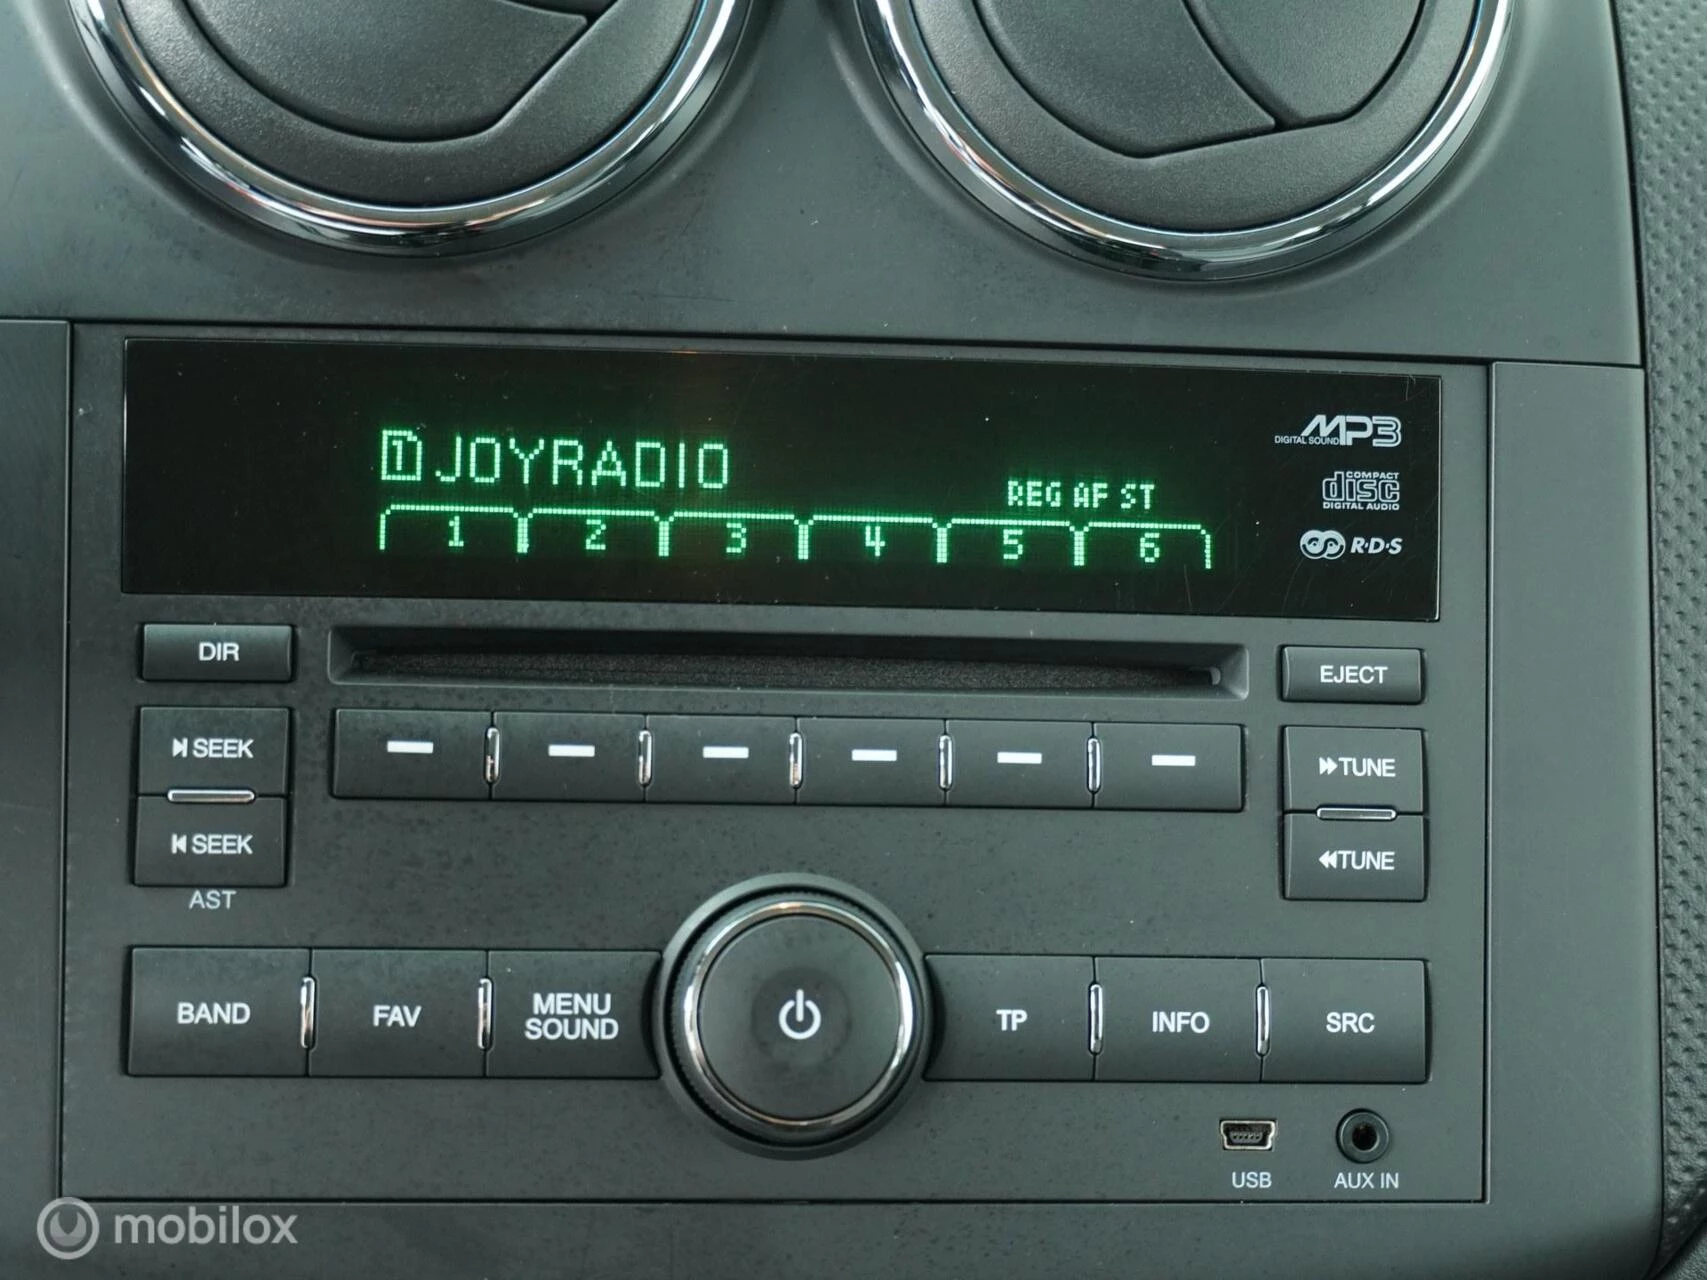 1 JOYRADIO
REG AF ST
1 2 3 4 5 6
MP3
DIGITAL SOUND
COMPACT
disc
DIGITAL AUDIO
R·D·S
DIR
EJECT
SEEK
TUNE
SEEK
TUNE
AST
BAND
FAV
MENU
SOUND
TP
INFO
SRC
USB
AUX IN
mobilox